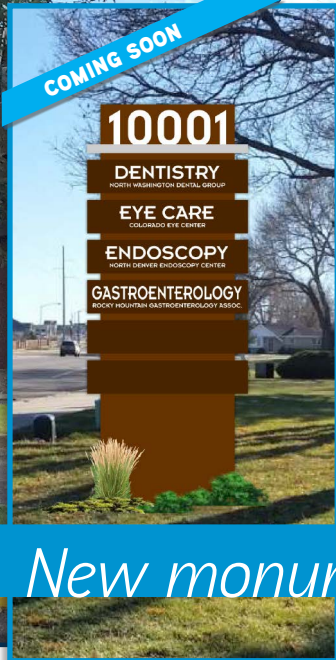 COMING SOON
10001
DENTISTRY
NORTH WASHINGTON DENTAL GROUP
EYE CARE
COLORADO EYE CENTER
ENDOSCOPY
NORTH DENVER ENDOSCOPY CENTER
GASTROENTEROLOGY
ROCKY MOUNTAIN GASTROENTEROLOGY ASSOC.
New monu